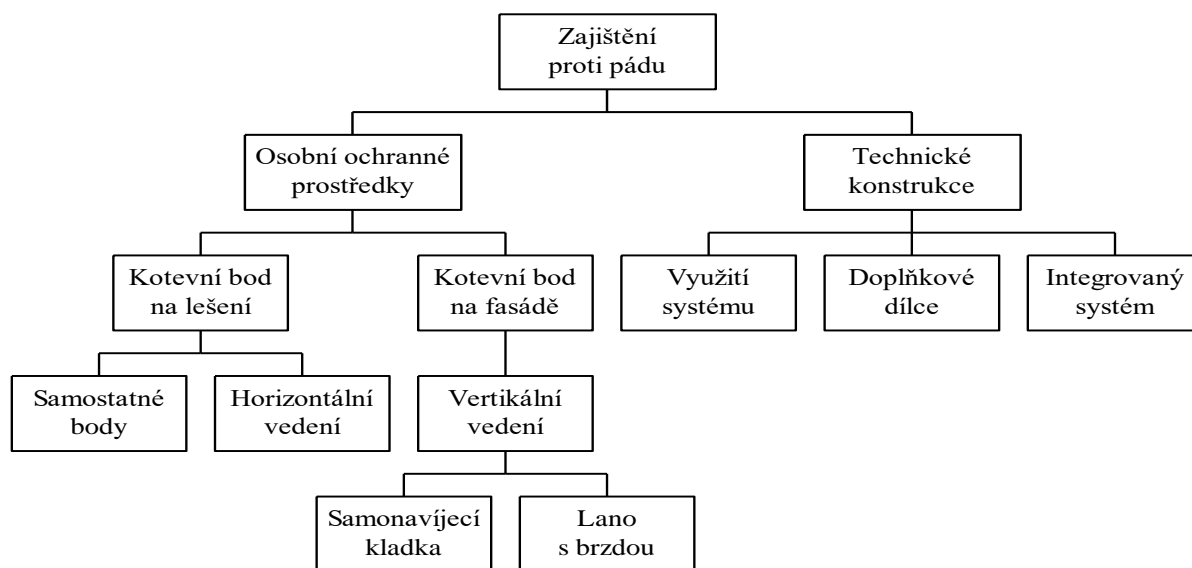 Zajištění
proti pádu
Osobní ochranné
prostředky
Technické
konstrukce
Kotevní bod
na lešení
Kotevní bod
na fasádě
Využití
systému
Doplňkové
dílce
Integrovaný
systém
Samostatné
body
Horizontální
vedení
Vertikální
vedení
Samonavíjecí
kladka
Lano
s brzdou